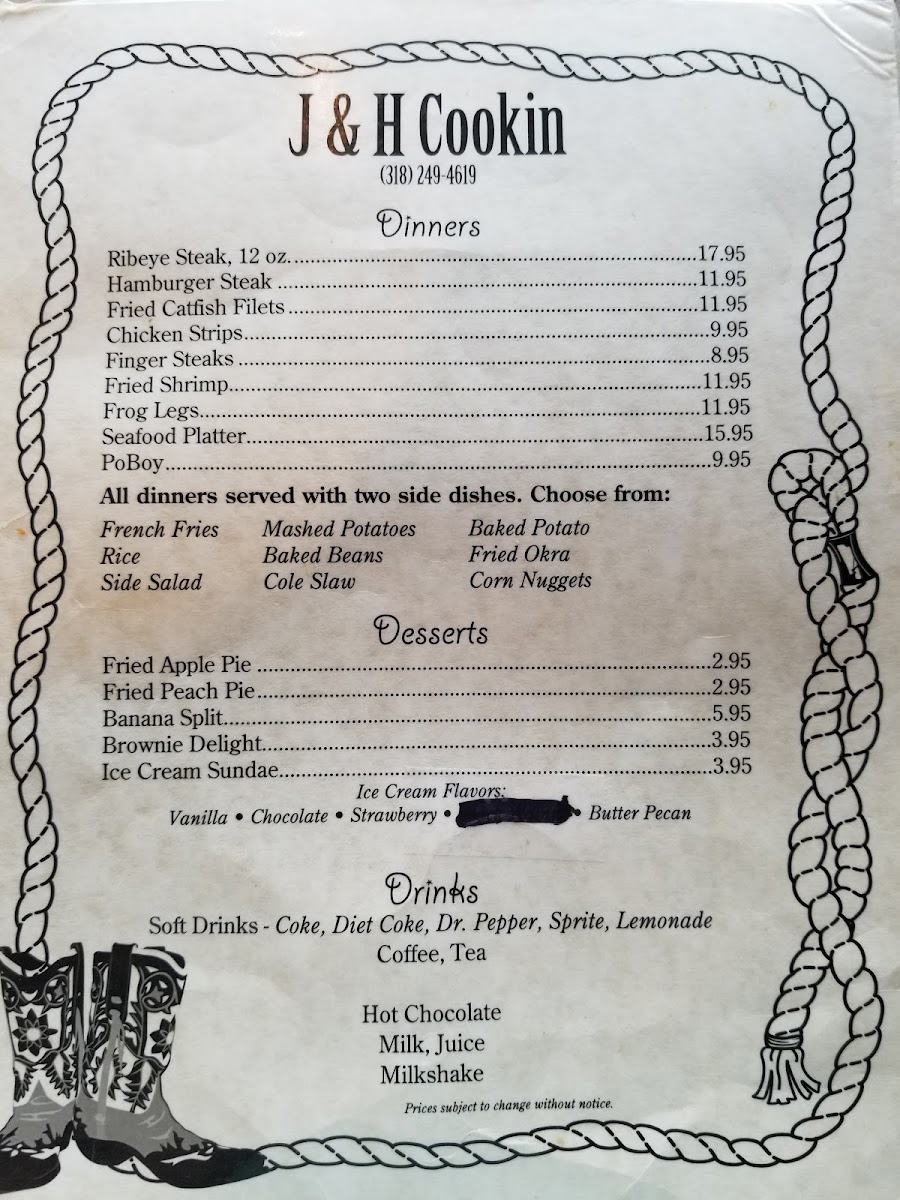 J & H Cookin
(318) 249-4619
Dinners
Ribeye Steak, 12 oz. 17.95
Hamburger Steak 11.95
Fried Catfish Filets 11.95
Chicken Strips 9.95
Finger Steaks 8.95
Fried Shrimp 11.95
Frog Legs 11.95
Seafood Platter 15.95
PoBoy 9.95
All dinners served with two side dishes. Choose from:
French Fries Mashed Potatoes Baked Potato
Rice Baked Beans Fried Okra
Side Salad Cole Slaw Corn Nuggets
Desserts
Fried Apple Pie 2.95
Fried Peach Pie 2.95
Banana Split 5.95
Brownie Delight 3.95
Ice Cream Sundae 3.95
Ice Cream Flavors:
Vanilla • Chocolate • Strawberry • • Butter Pecan
Drinks
Soft Drinks - Coke, Diet Coke, Dr. Pepper, Sprite, Lemonade
Coffee, Tea
Hot Chocolate
Milk, Juice
Milkshake
Prices subject to change without notice.